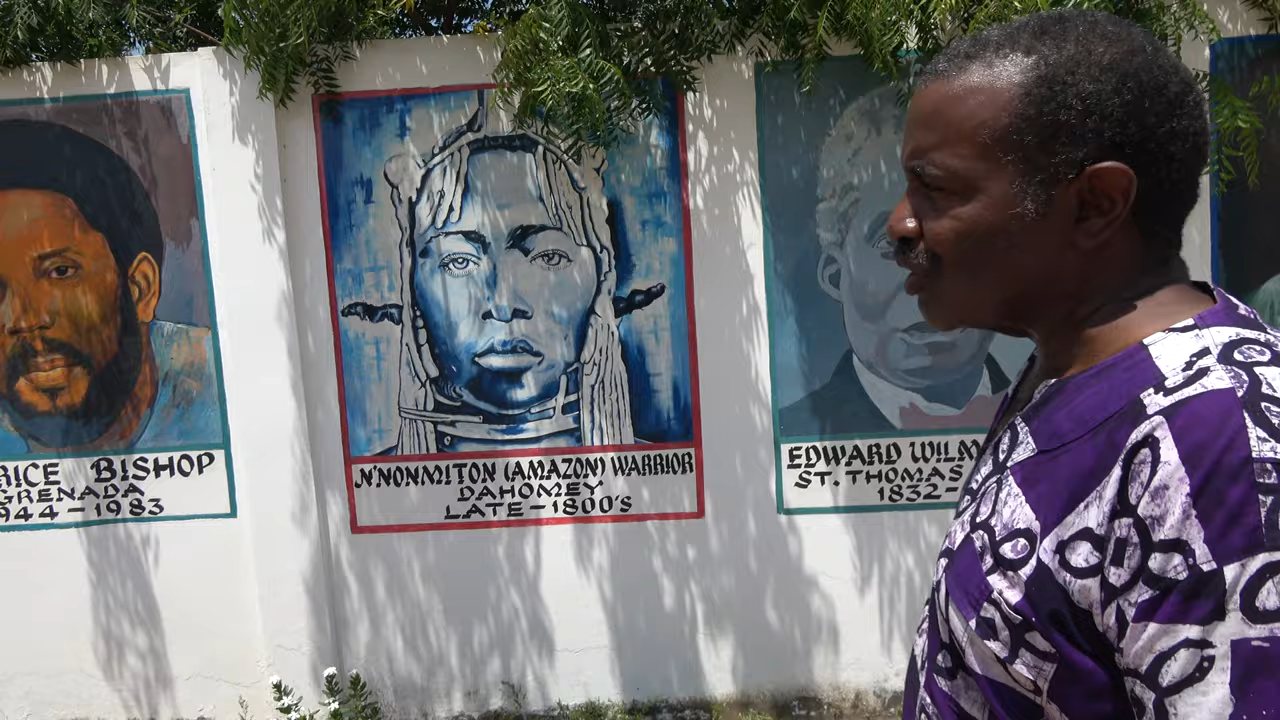 RICE BISHOP
GRENADA
944-1983
N'NONMITON (AMAZON) WARRIOR
DAHOMEY
LATE-1800'S
EDWARD WILM
ST. THOMAS
1832-